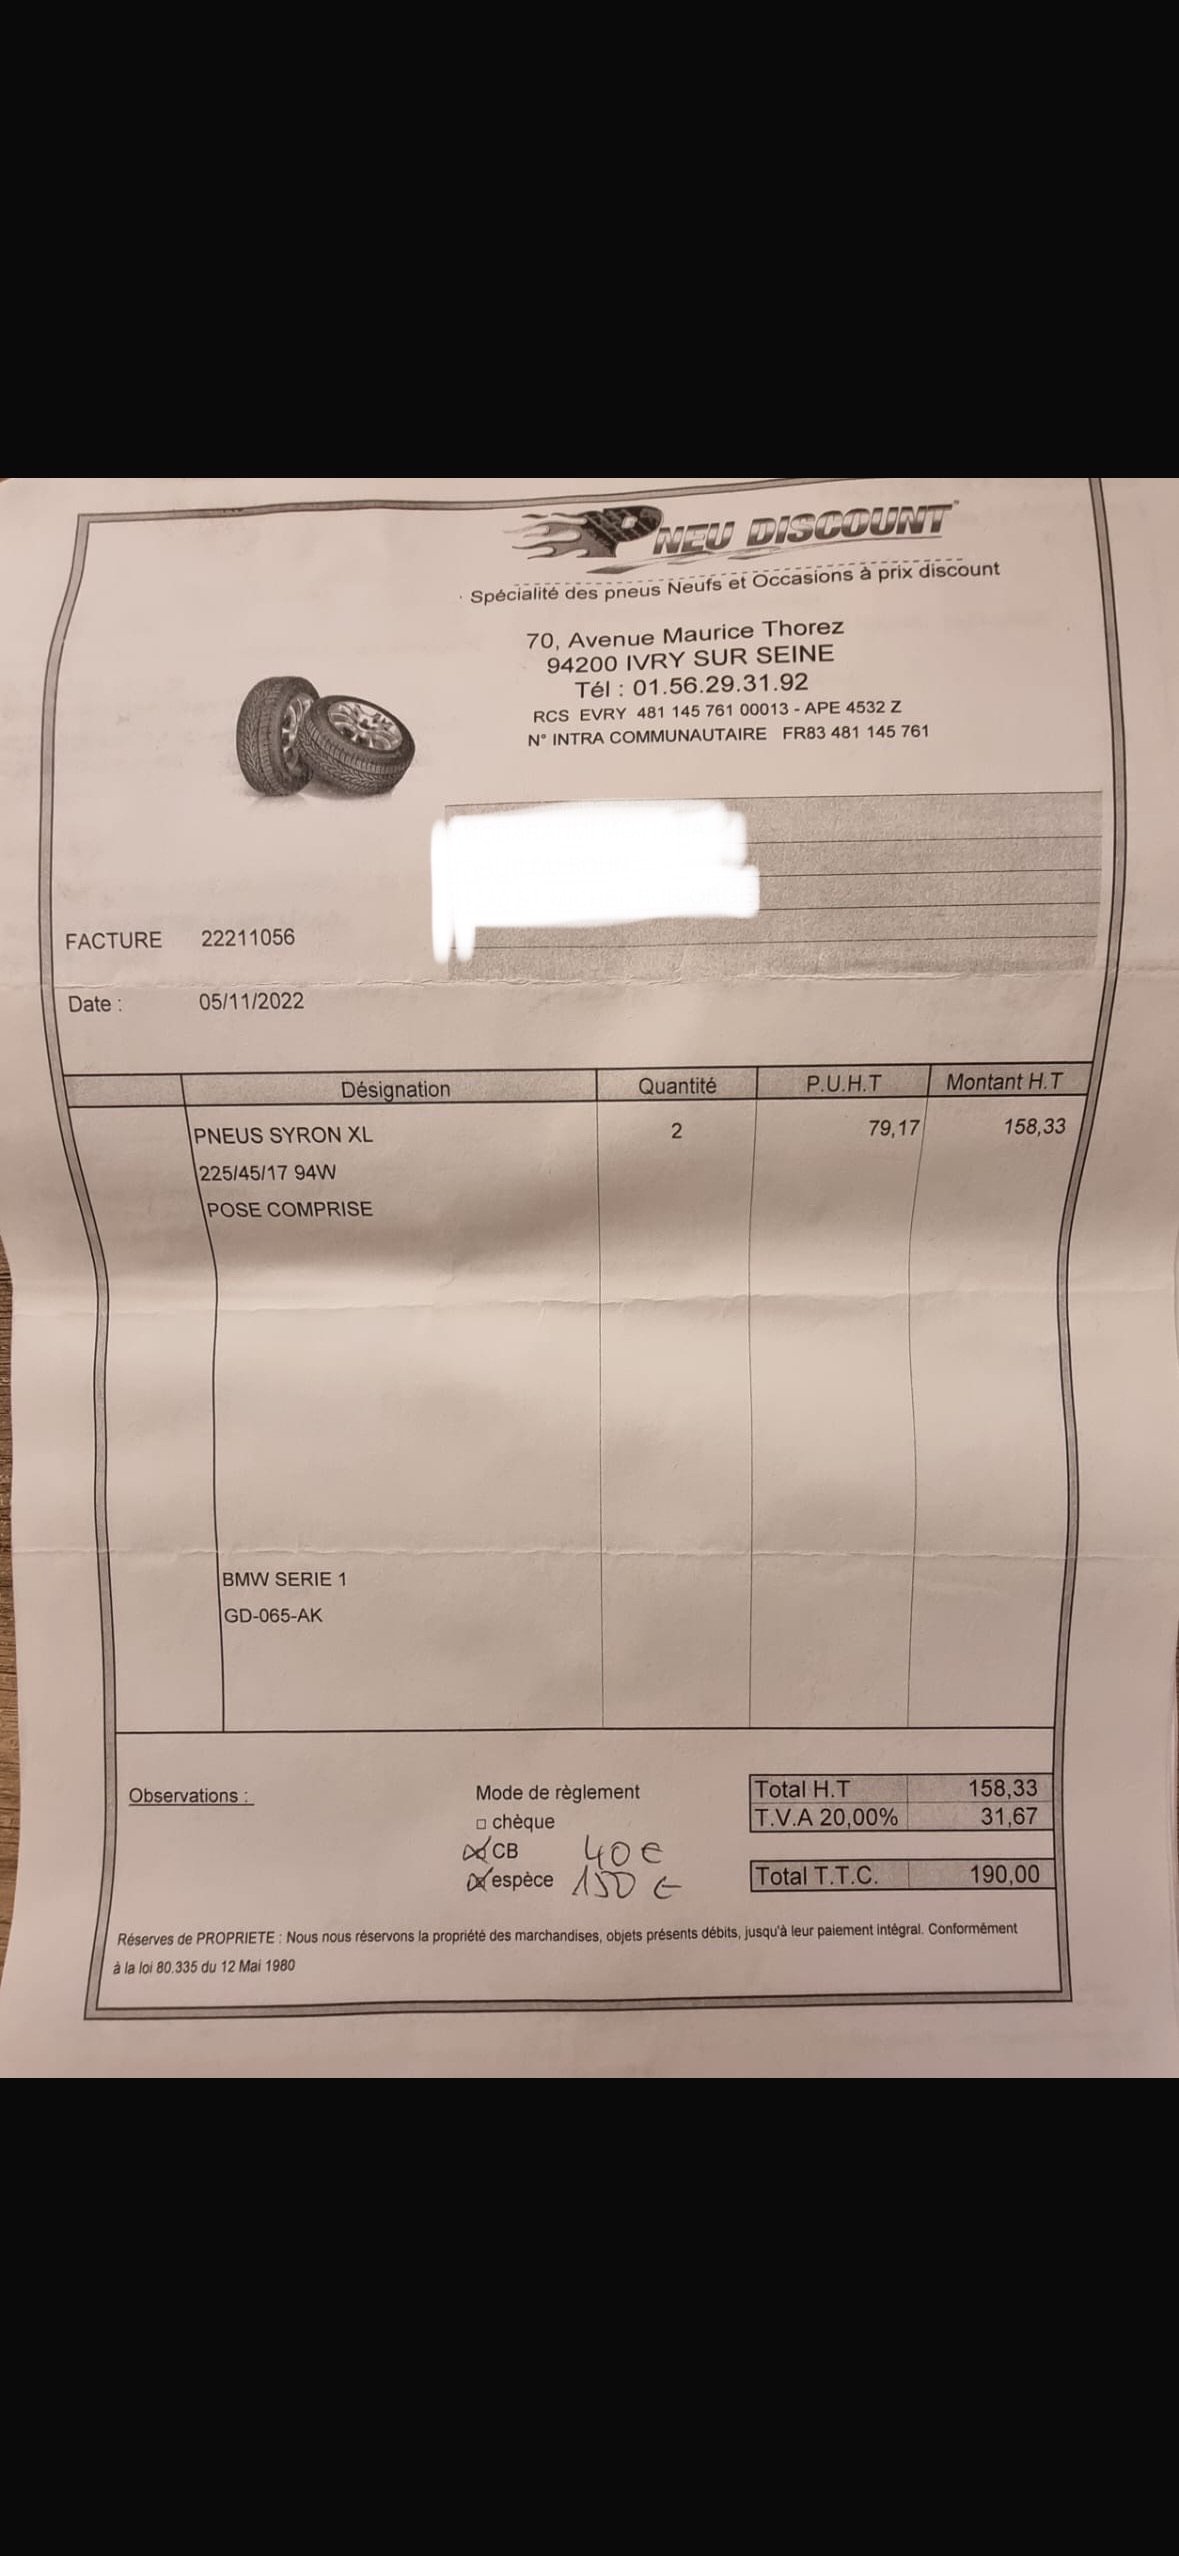 PNEU DISCOUNT
Spécialité des pneus Neufs et Occasions à prix discount
70, Avenue Maurice Thorez
94200 IVRY SUR SEINE
Tél : 01.56.29.31.92
RCS EVRY 481 145 761 00013 - APE 4532 Z
N° INTRA COMMUNAUTAIRE FR83 481 145 761
FACTURE 22211056
Date : 05/11/2022
Désignation Quantité P.U.H.T Montant H.T
PNEUS SYRON XL 2 79,17 158,33
225/45/17 94W
POSE COMPRISE
BMW SERIE 1
GD-065-AK
Observations : Mode de règlement Total H.T 158,33
chèque T.V.A 20,00% 31,67
CB 40€
espèce 150€ Total T.T.C. 190,00
Réserves de PROPRIETE : Nous nous réservons la propriété des marchandises, objets présents débits, jusqu'à leur paiement intégral. Conformément
à la loi 80.335 du 12 Mai 1980